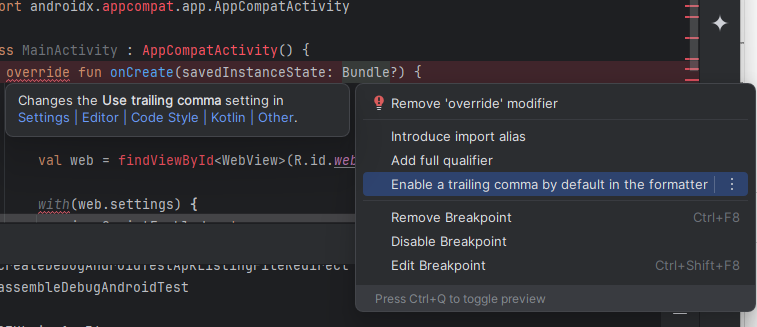 ort androidx.appcompat.app.AppCompatActivity
ss MainActivity : AppCompatActivity() {
override fun onCreate(savedInstanceState: Bundle?) {
Changes the Use trailing comma setting in
Settings | Editor | Code Style | Kotlin | Other.
val web = findViewById<WebView>(R.id.web
with(web.settings) {
Remove 'override' modifier
Introduce import alias
Add full qualifier
Enable a trailing comma by default in the formatter
Remove Breakpoint Ctrl+F8
Disable Breakpoint
Edit Breakpoint Ctrl+Shift+F8
Press Ctrl+Q to toggle preview
createDebugAndroidTestApkListingFileRedirect
assembleDebugAndroidTest